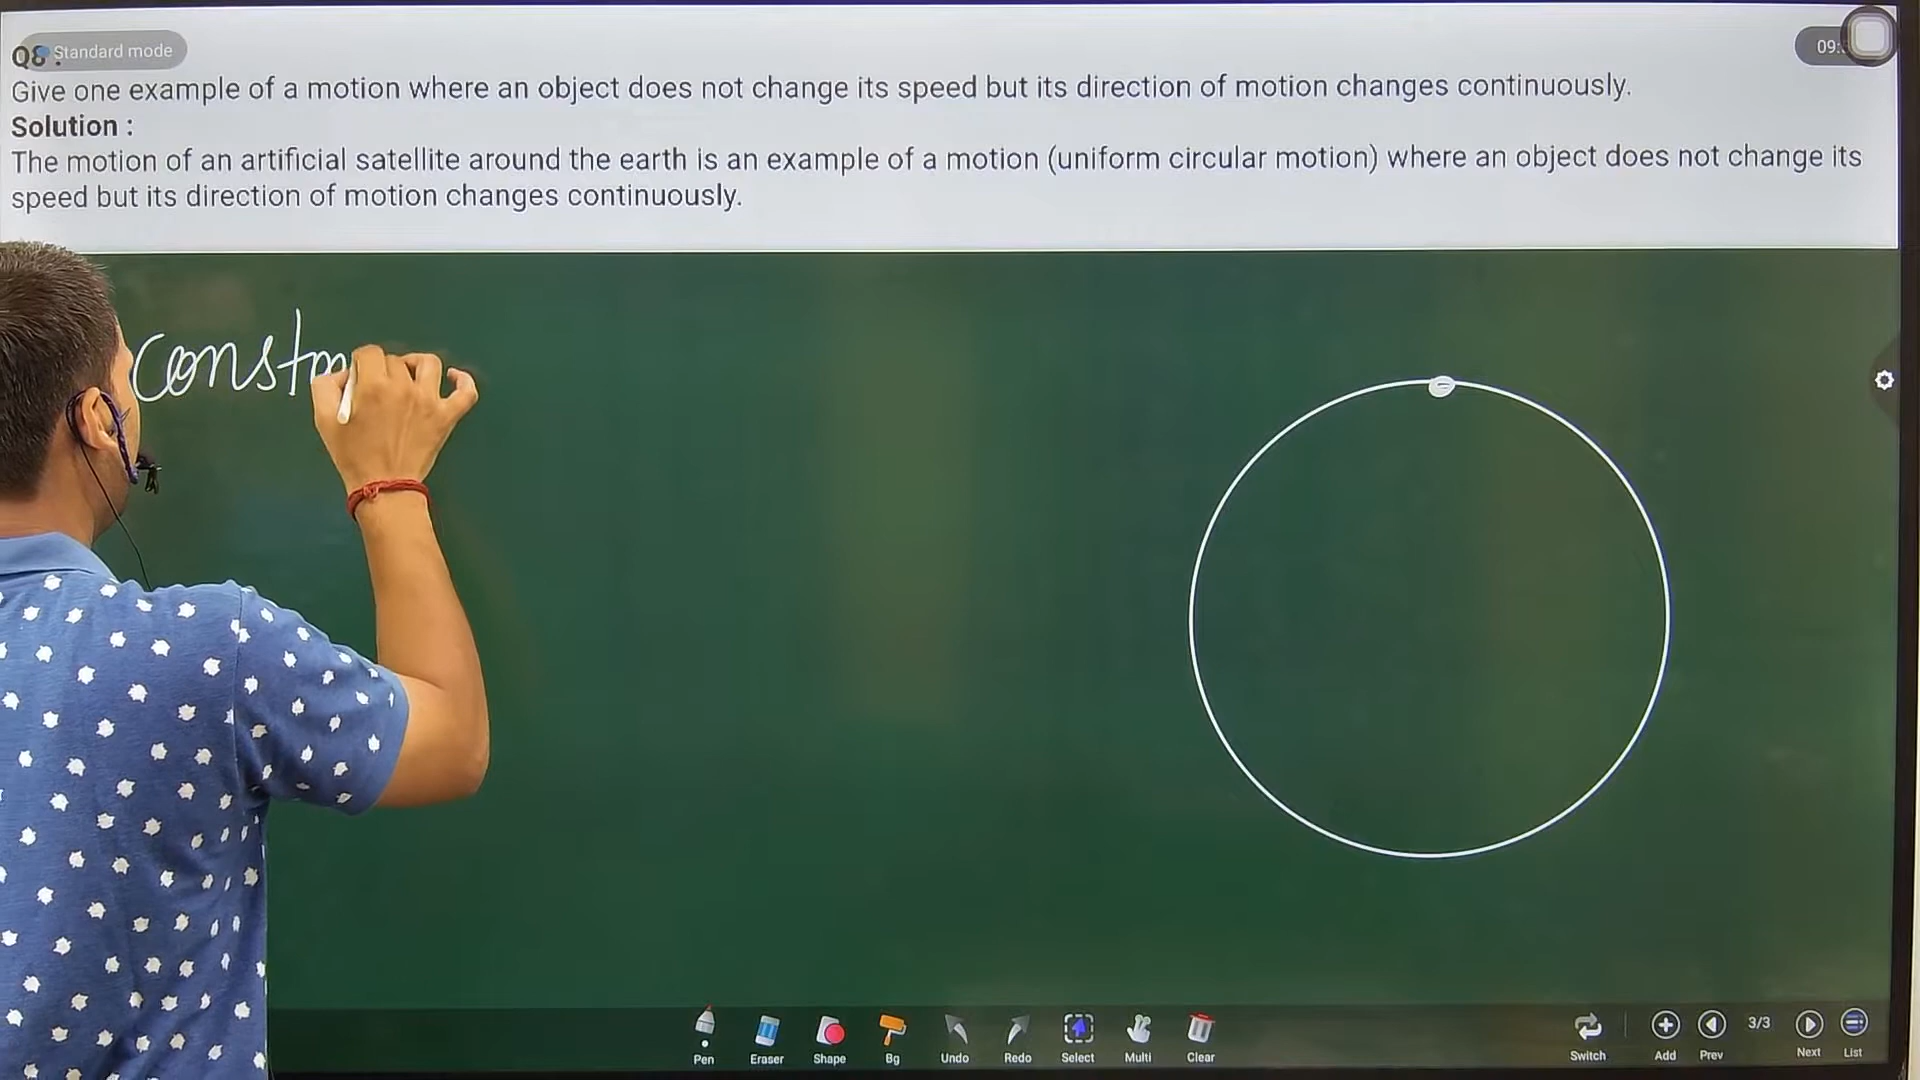 Standard mode
Give one example of a motion where an object does not change its speed but its direction of motion changes continuously.
Solution :
The motion of an artificial satellite around the earth is an example of a motion (uniform circular motion) where an object does not change its
speed but its direction of motion changes continuously.
Pen
Eraser
Shape
Bg
Undo
Redo
Select
Multi
Clear
Switch
Add
Prev
3/3
Next
List